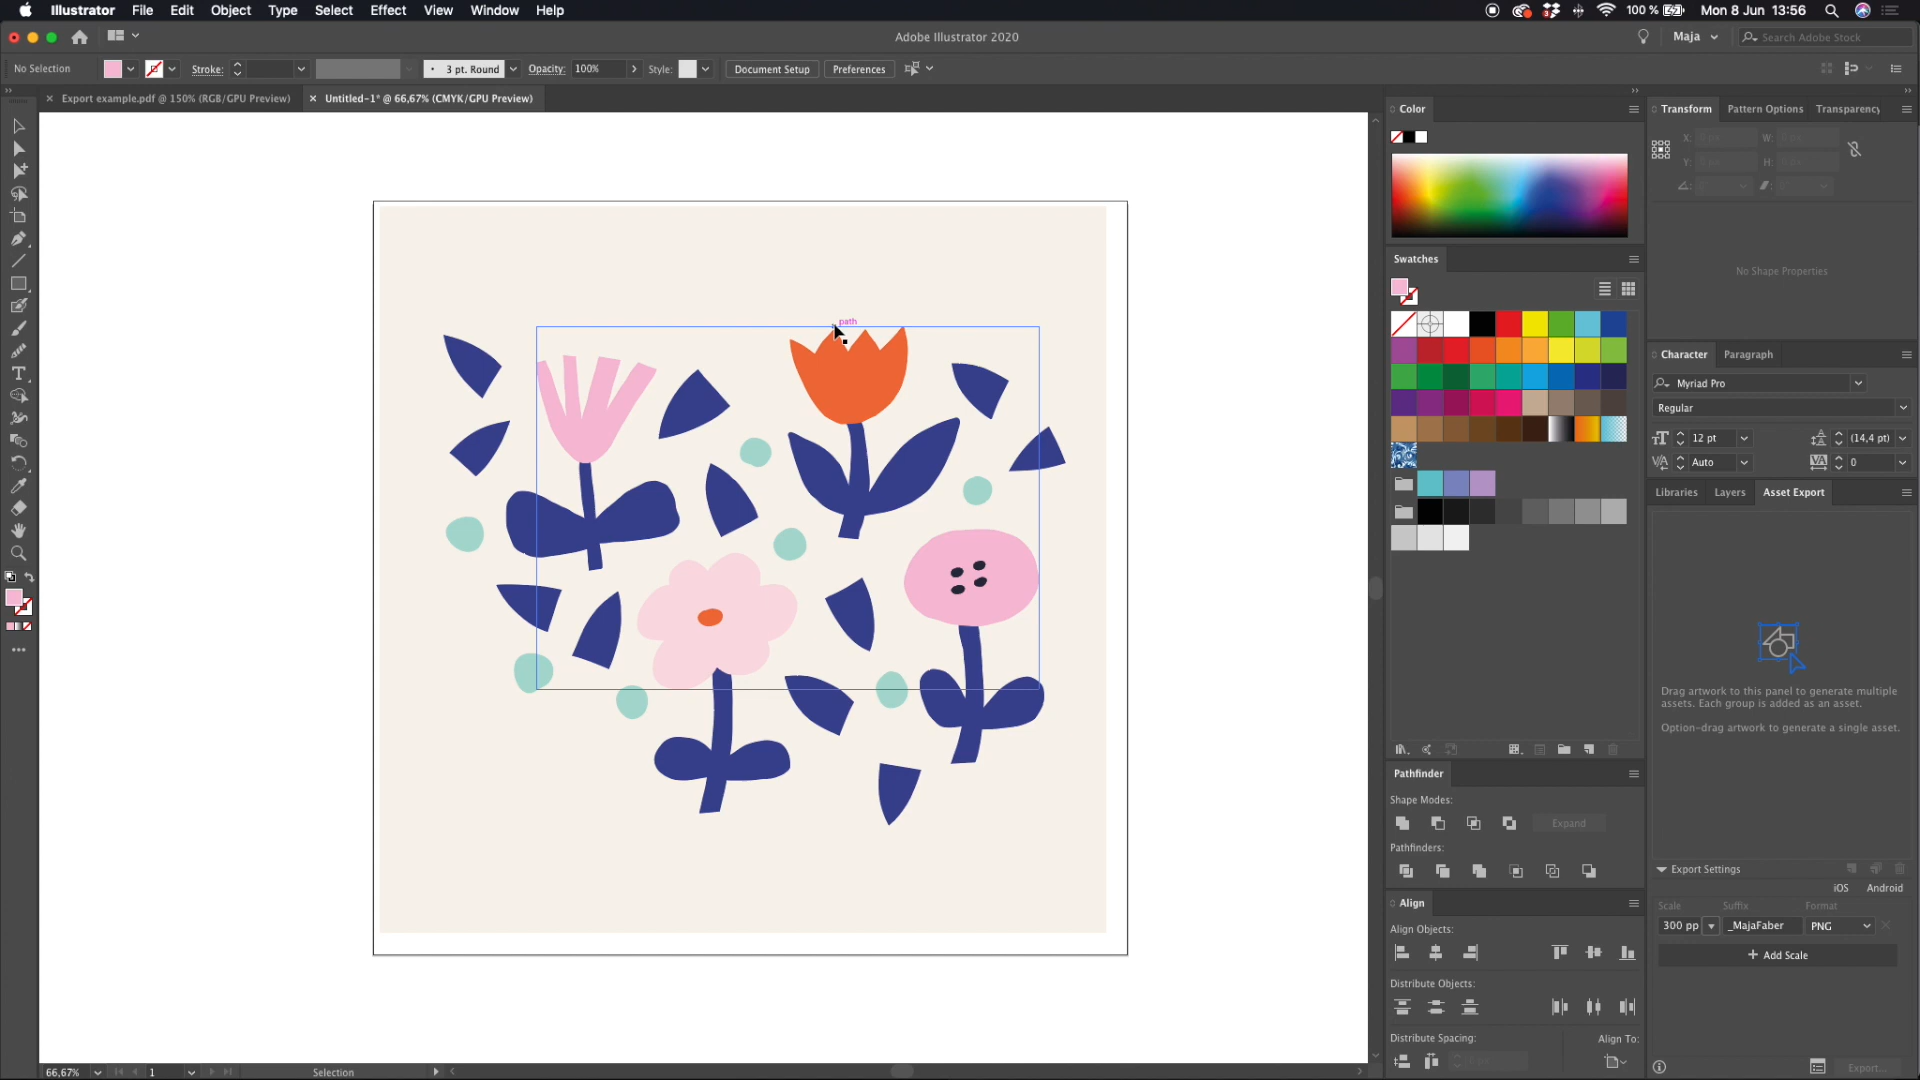 Illustrator File Edit Object Type Select Effect View Window Help
100 % Mon 8 Jun 13:56
Adobe Illustrator 2020
Maja Search Adobe Stock
No Selection Stroke: 3 pt. Round Opacity: 100% Style: Document Setup Preferences
Export example.pdf @ 150% (RGB/GPU Preview) Untitled-1* @ 66,67% (CMYK/GPU Preview)
path
66,67% 1 Selection
Color
Swatches
Pathfinder
Shape Modes:
Expand
Pathfinders:
Align
Align Objects:
Distribute Objects:
Distribute Spacing: Align To:
Transform Pattern Options Transparency
X: W:
Y: H:
No Shape Properties
Character Paragraph
Myriad Pro
Regular
12 pt (14,4 pt)
Auto 0
Libraries Layers Asset Export
Drag artwork to this panel to generate multiple
assets. Each group is added as an asset.
Option-drag artwork to generate a single asset.
Export Settings
iOS Android
Scale Suffix Format
300 pp _MajaFaber PNG
+ Add Scale
Export...